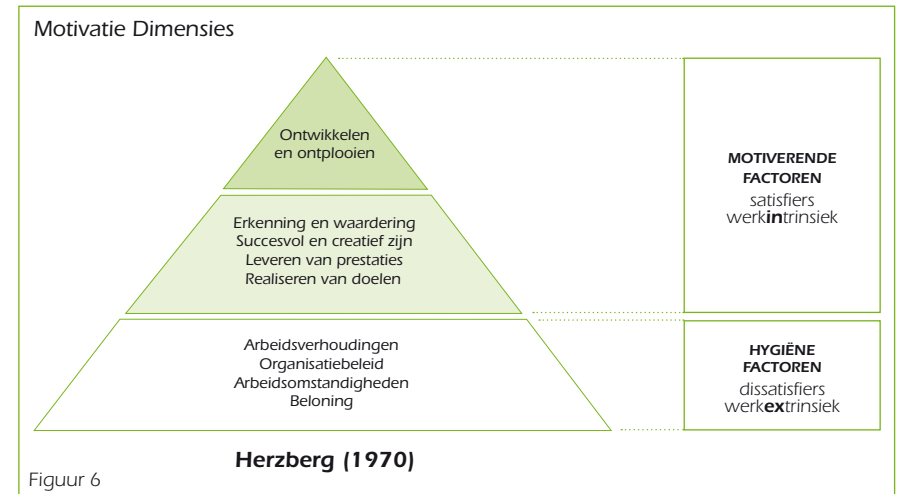 Motivatie Dimensies
Ontwikkelen
en ontplooien
Erkenning en waardering
Succesvol en creatief zijn
Leveren van prestaties
Realiseren van doelen
Arbeidsverhoudingen
Organisatiebeleid
Arbeidsomstandigheden
Beloning
MOTIVERENDE
FACTOREN
satisfiers
werkintrinsiek
HYGIËNE
FACTOREN
dissatisfiers
werkextrinsiek
Herzberg (1970)
Figuur 6